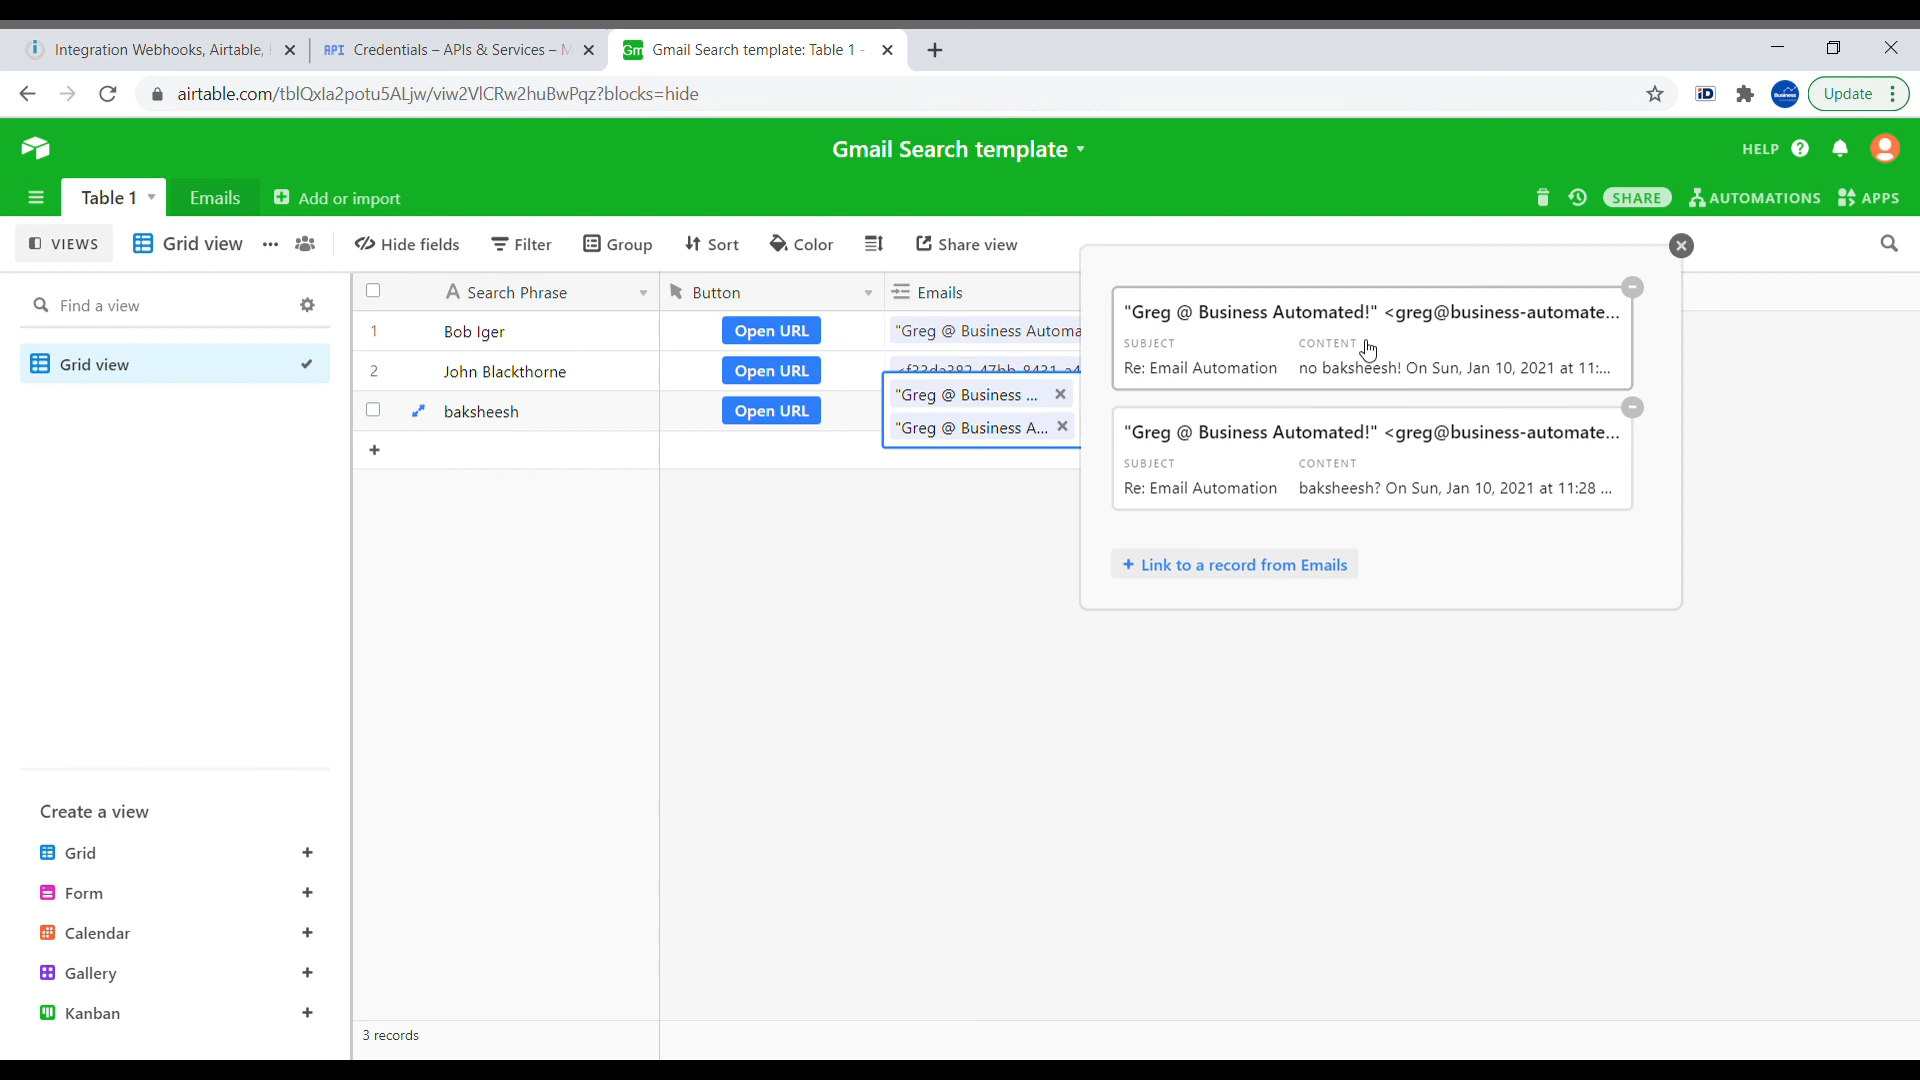 Integration Webhooks, Airtable,
API Credentials – APIs & Services – M
Gm Gmail Search template: Table 1 -
airtable.com/tblQxla2potu5ALjw/viw2VlCRw2huBwPqz?blocks=hide
iD
Business
Update
Gmail Search template
HELP
Table 1
Emails
Add or import
SHARE
AUTOMATIONS
APPS
VIEWS
Grid view
Hide fields
Filter
Group
Sort
Color
Share view
Find a view
Grid view
Search Phrase
Button
Emails
1 Bob Iger Open URL "Greg @ Business Automa
2 John Blackthorne Open URL
baksheesh Open URL
"Greg @ Business ...
"Greg @ Business A...
"Greg @ Business Automated!" <greg@business-automate...
SUBJECT CONTENT
Re: Email Automation no baksheesh! On Sun, Jan 10, 2021 at 11:...
"Greg @ Business Automated!" <greg@business-automate...
SUBJECT CONTENT
Re: Email Automation baksheesh? On Sun, Jan 10, 2021 at 11:28 ...
+ Link to a record from Emails
Create a view
Grid
Form
Calendar
Gallery
Kanban
3 records